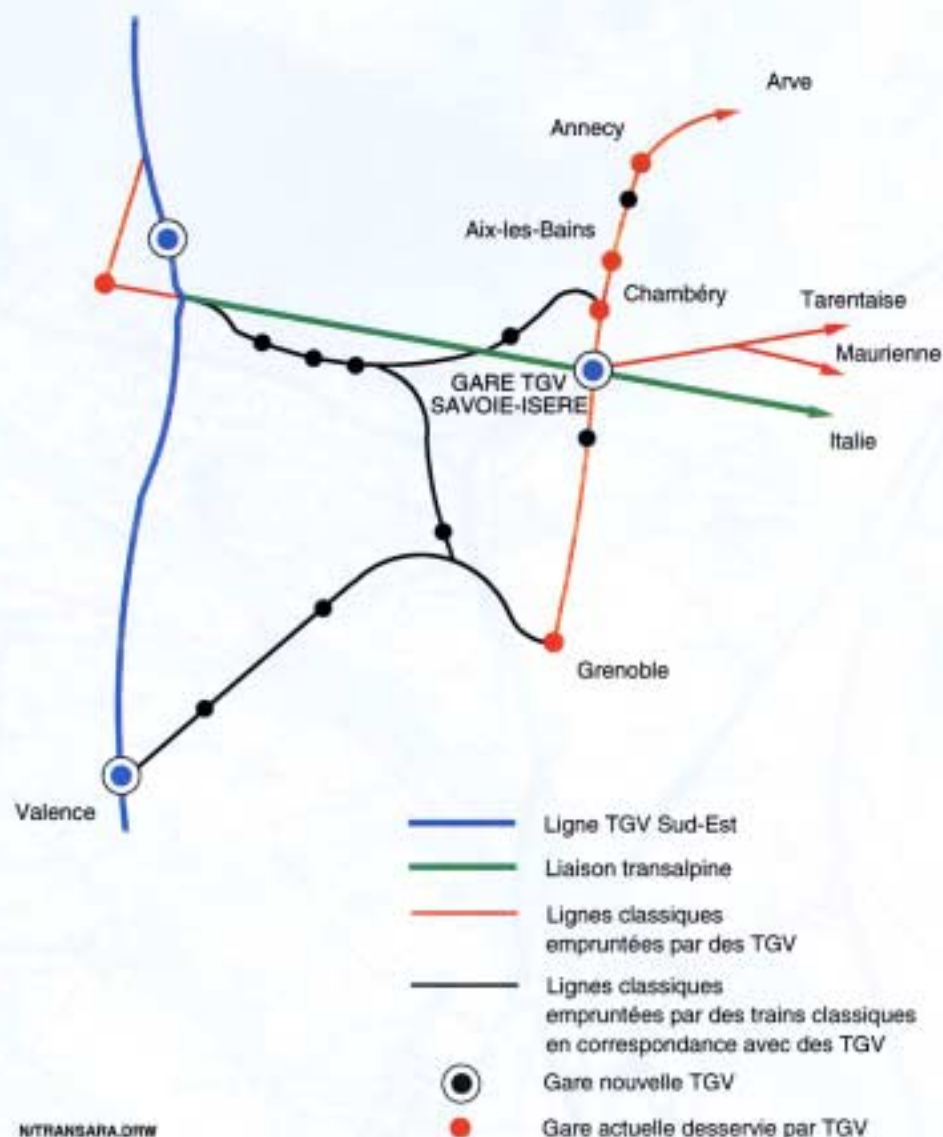 Arve
Annecy
Aix-les-Bains
Chambéry
Tarentaise
Maurienne
GARE TGV
SAVOIE-ISERE
Italie
Grenoble
Valence
Ligne TGV Sud-Est
Liaison transalpine
Lignes classiques
empruntées par des TGV
Lignes classiques
empruntées par des trains classiques
en correspondance avec des TGV
Gare nouvelle TGV
Gare actuelle desservie par TGV
N/TRANSARA.DRW